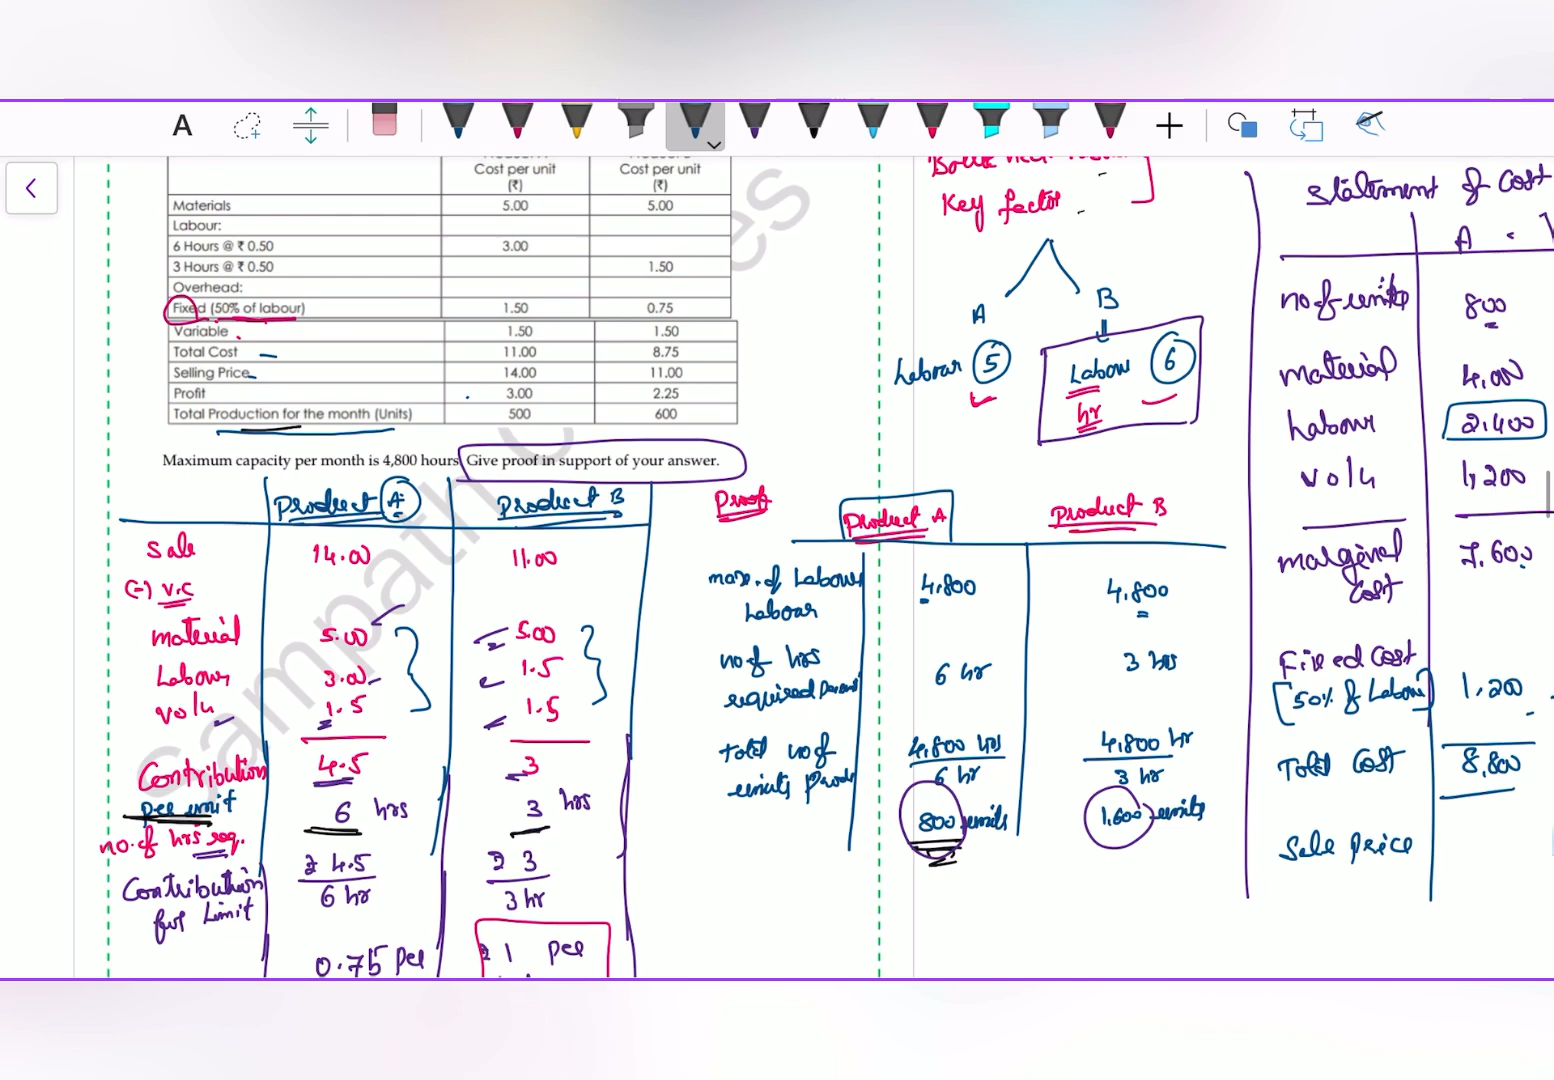 A
Cost per unit Cost per unit
(₹) (₹)
Materials 5.00 5.00
Labour:
6 Hours @ ₹ 0.50 3.00
3 Hours @ ₹ 0.50 1.50
Overhead:
Fixed (50% of labour) 1.50 0.75
Variable 1.50 1.50
Total Cost 11.00 8.75
Selling Price 14.00 11.00
Profit 3.00 2.25
Total Production for the month (Units) 500 600
Maximum capacity per month is 4,800 hours. Give proof in support of your answer.
Product A Product B
Sale 14.00 11.00
(-) V.C
material 5.00 5.00
Labour 3.00 1.5
vo/h 1.5 1.5
Contribution 4.5 3
per unit
6 hrs 3 hrs
no. of hrs req.
Contribution ₹ 4.5 ₹ 3
for Limit 6 hr 3 hr
0.75 per ₹ 1 per
Key factor
A B
Labour 5 Labour 6
hr
Proof Product A Product B
max. of Labour 4,800 4,800
Labour
no of hrs 6 hr 3 hrs
required
Total no of 4,800 hrs 4,800 hr
units 6 hr 3 hr
800 units 1,600 units
Statement of Cost
A
no of units 800
material 4,000
Labour 2,400
vo/h 1,200
marginal 7,600
Cost
Fixed Cost
[50% of Labour] 1,200
Total Cost 8,800
Sale Price
Sampath